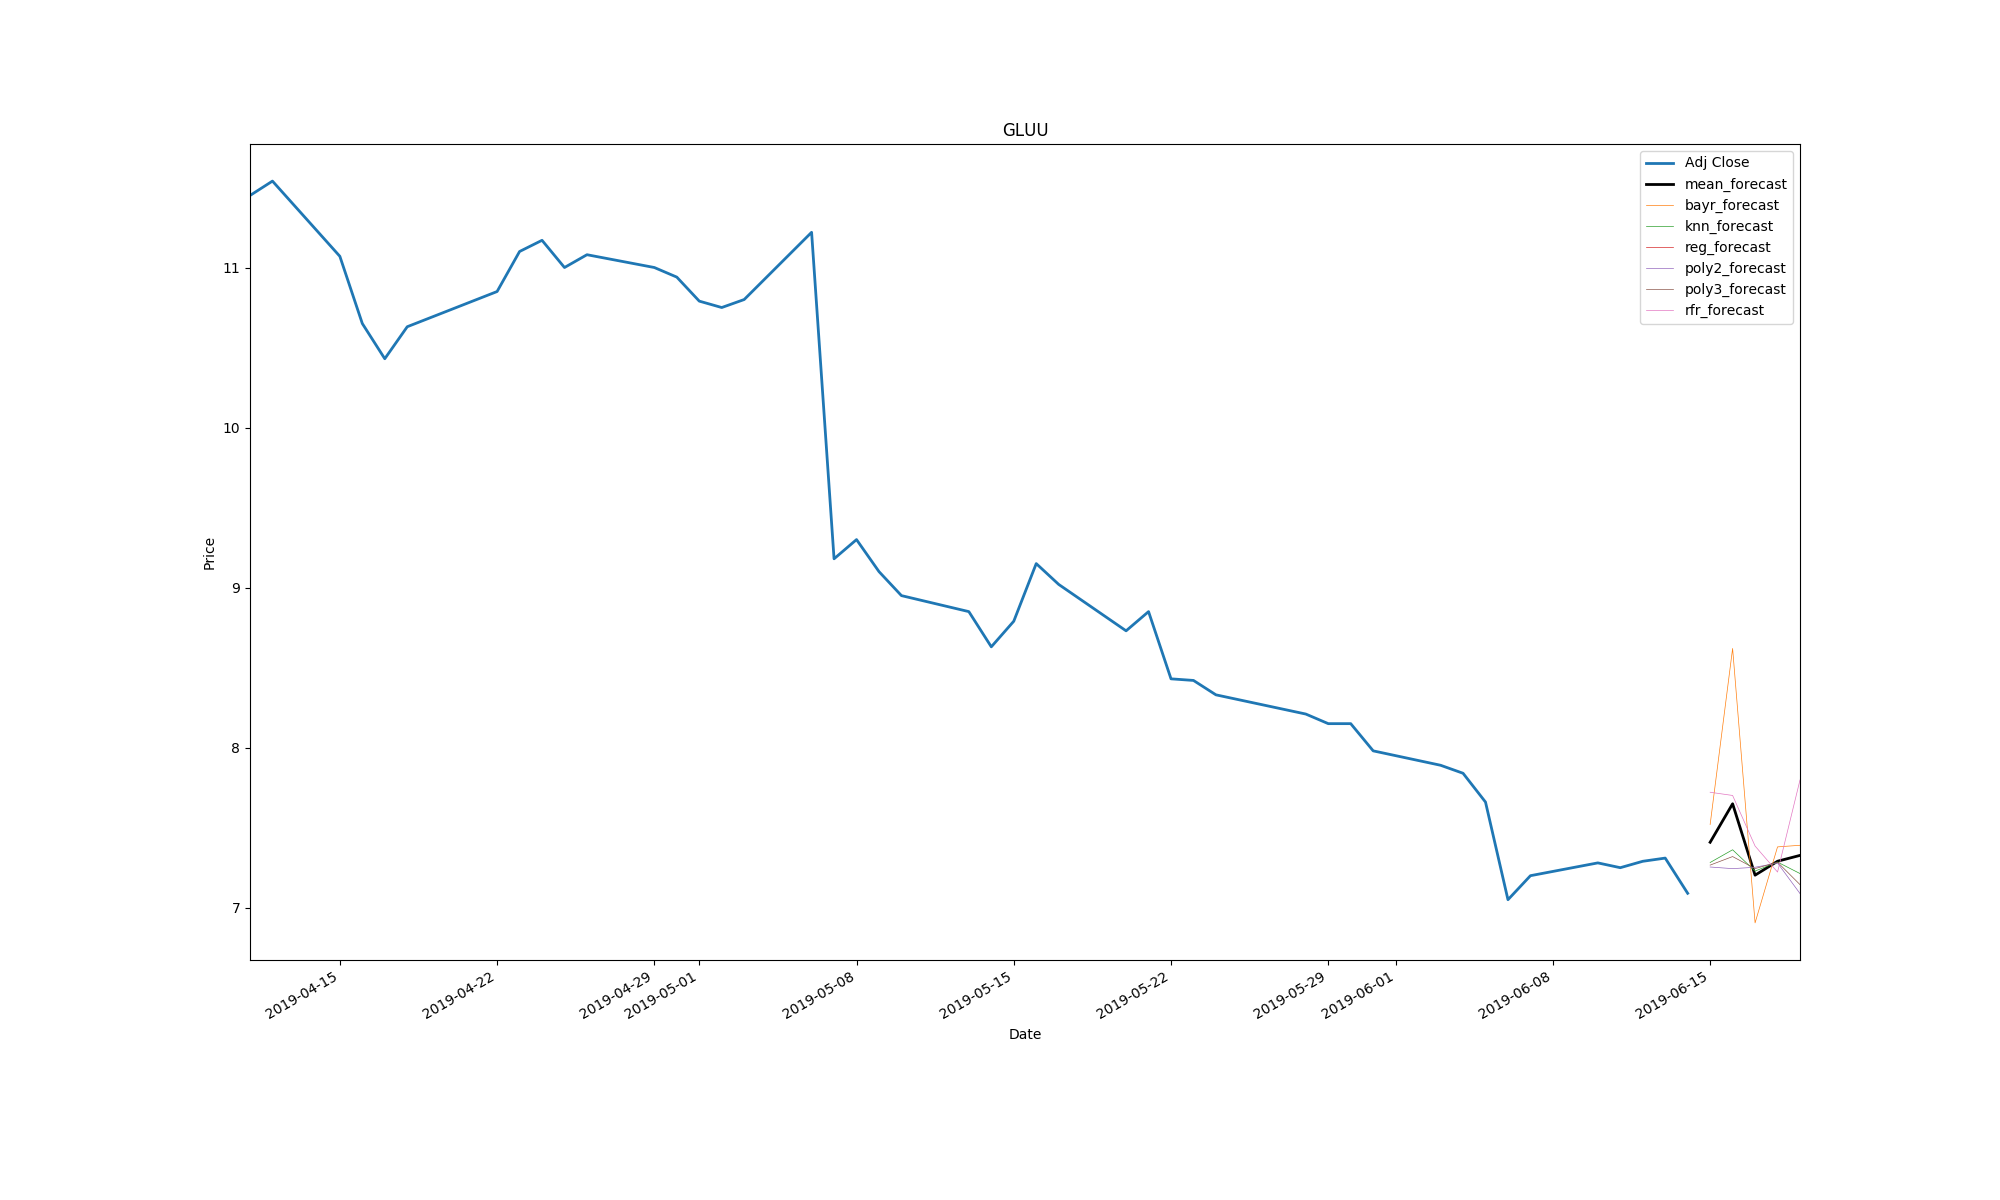 GLUU
Adj Close
mean_forecast
bayr_forecast
knn_forecast
reg_forecast
poly2_forecast
poly3_forecast
rfr_forecast
11
10
9
8
7
Price
2019-04-15
2019-04-22
2019-04-29
2019-05-01
2019-05-08
2019-05-15
2019-05-22
2019-05-29
2019-06-01
2019-06-08
2019-06-15
Date